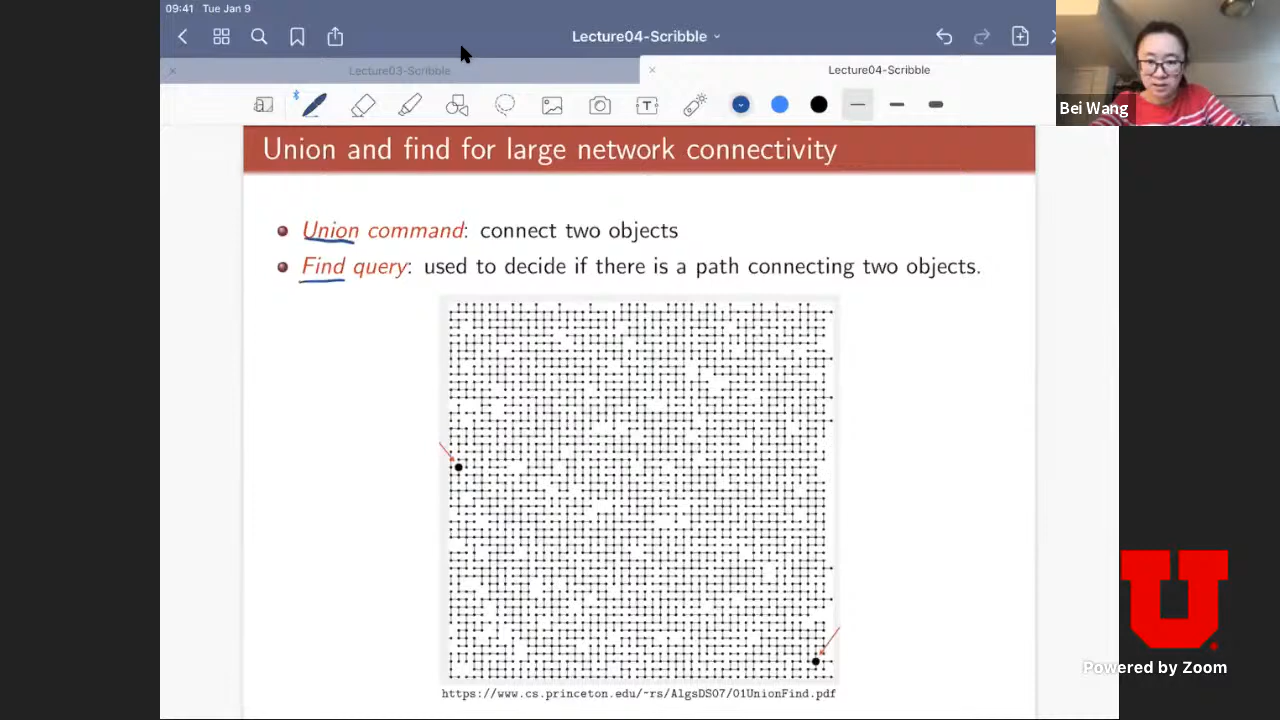 09:41 Tue Jan 9
Lecture04-Scribble
Lecture03-Scribble
Lecture04-Scribble
T
Bei Wang
Union and find for large network connectivity
Union command: connect two objects
Find query: used to decide if there is a path connecting two objects.
https://www.cs.princeton.edu/~rs/AlgsDS07/01UnionFind.pdf
U
Powered by Zoom